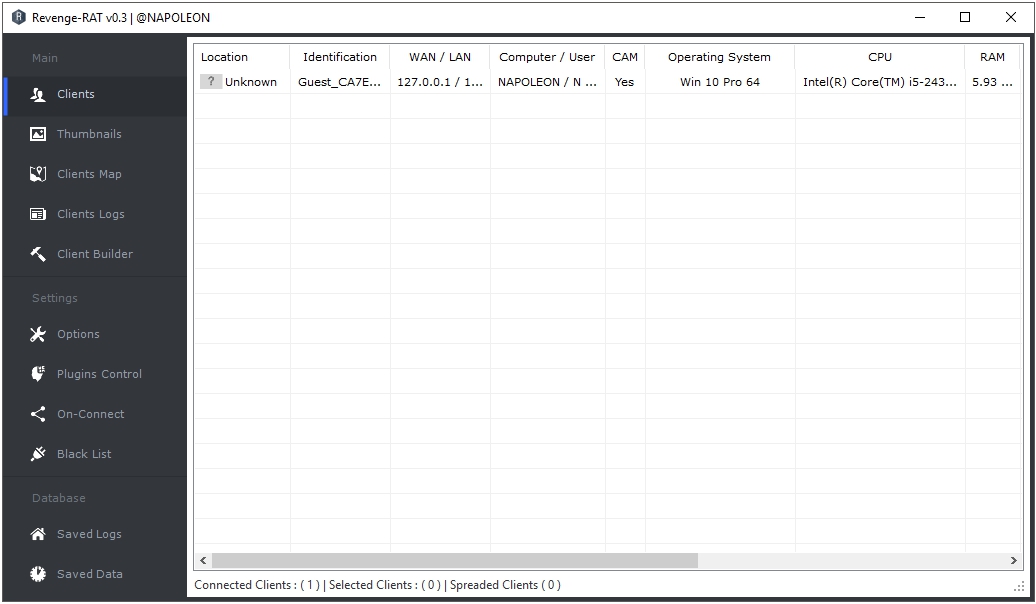 Revenge-RAT v0.3 | @NAPOLEON
Main
Clients
Thumbnails
Clients Map
Clients Logs
Client Builder
Settings
Options
Plugins Control
On-Connect
Black List
Database
Saved Logs
Saved Data
Location Identification WAN / LAN Computer / User CAM Operating System CPU RAM
? Unknown Guest_CA7E... 127.0.0.1 / 1... NAPOLEON / N ... Yes Win 10 Pro 64 Intel(R) Core(TM) i5-243... 5.93 ...
Connected Clients : ( 1 ) | Selected Clients : ( 0 ) | Spreaded Clients ( 0 )